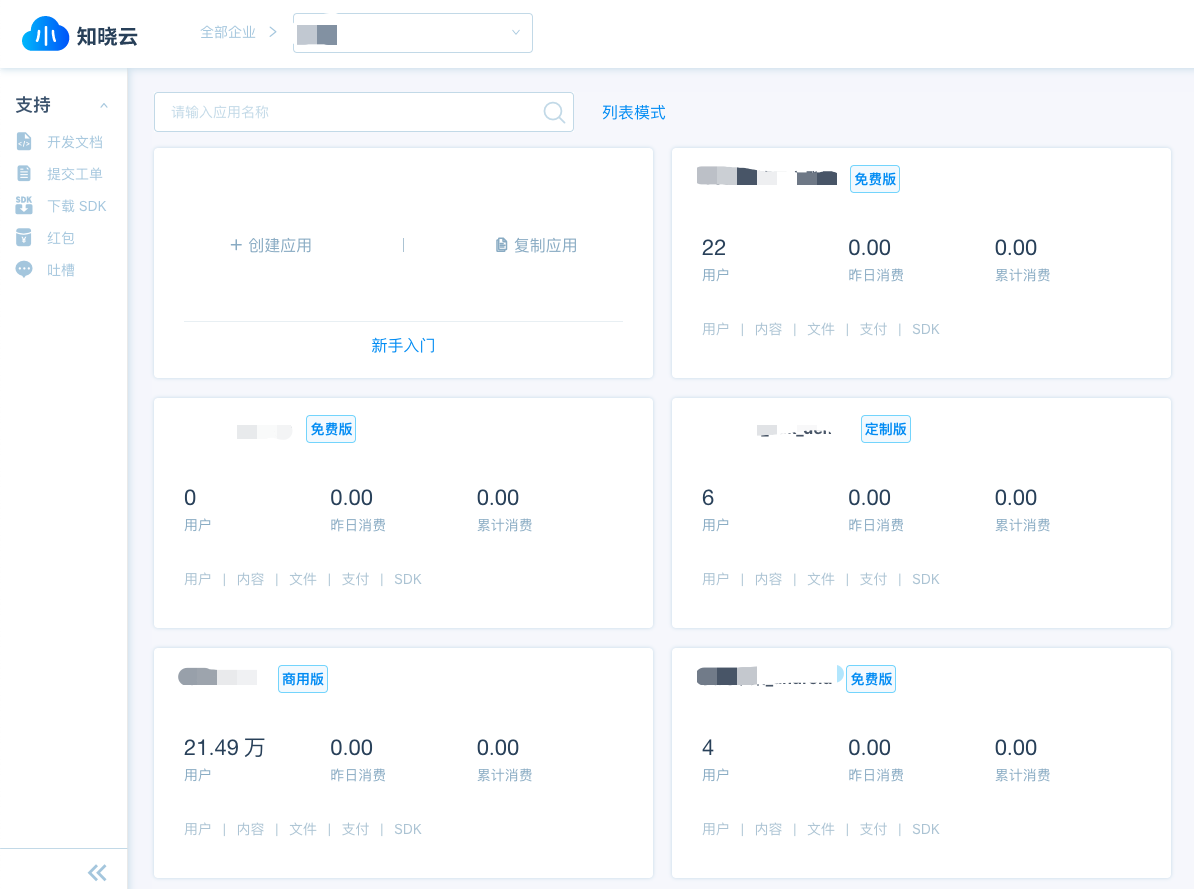 知晓云
全部企业
支持
开发文档
提交工单
SDK
下载 SDK
红包
吐槽
请输入应用名称
列表模式
创建应用 | 复制应用
新手入门
免费版
22 0.00 0.00
用户 昨日消费 累计消费
用户 | 内容 | 文件 | 支付 | SDK
免费版
0 0.00 0.00
用户 昨日消费 累计消费
用户 | 内容 | 文件 | 支付 | SDK
定制版
6 0.00 0.00
用户 昨日消费 累计消费
用户 | 内容 | 文件 | 支付 | SDK
商用版
21.49 万 0.00 0.00
用户 昨日消费 累计消费
用户 | 内容 | 文件 | 支付 | SDK
免费版
4 0.00 0.00
用户 昨日消费 累计消费
用户 | 内容 | 文件 | 支付 | SDK